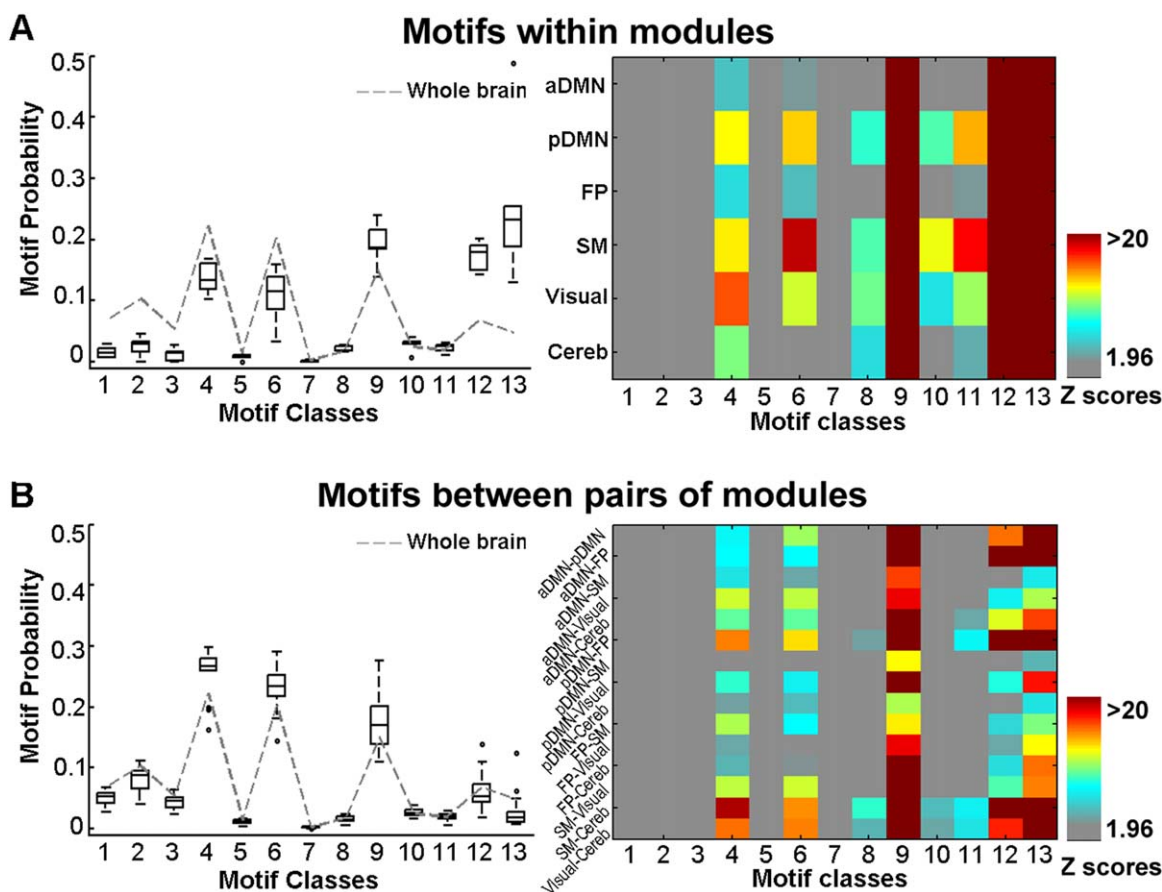 A
Motifs within modules
0.5
0.4
0.3
0.2
0.1
0
Motif Probability
Whole brain
1 2 3 4 5 6 7 8 9 10 11 12 13
Motif Classes
aDMN
pDMN
FP
SM
Visual
Cereb
1 2 3 4 5 6 7 8 9 10 11 12 13
Motif classes
>20
1.96
Z scores
B
Motifs between pairs of modules
0.5
0.4
0.3
0.2
0.1
0
Motif Probability
Whole brain
1 2 3 4 5 6 7 8 9 10 11 12 13
Motif Classes
aDMN-pDMN
aDMN-FP
aDMN-SM
aDMN-Visual
aDMN-Cereb
pDMN-FP
pDMN-SM
pDMN-Visual
pDMN-Cereb
FP-SM
FP-Visual
FP-Cereb
SM-Visual
SM-Cereb
Visual-Cereb
1 2 3 4 5 6 7 8 9 10 11 12 13
Motif classes
>20
1.96
Z scores